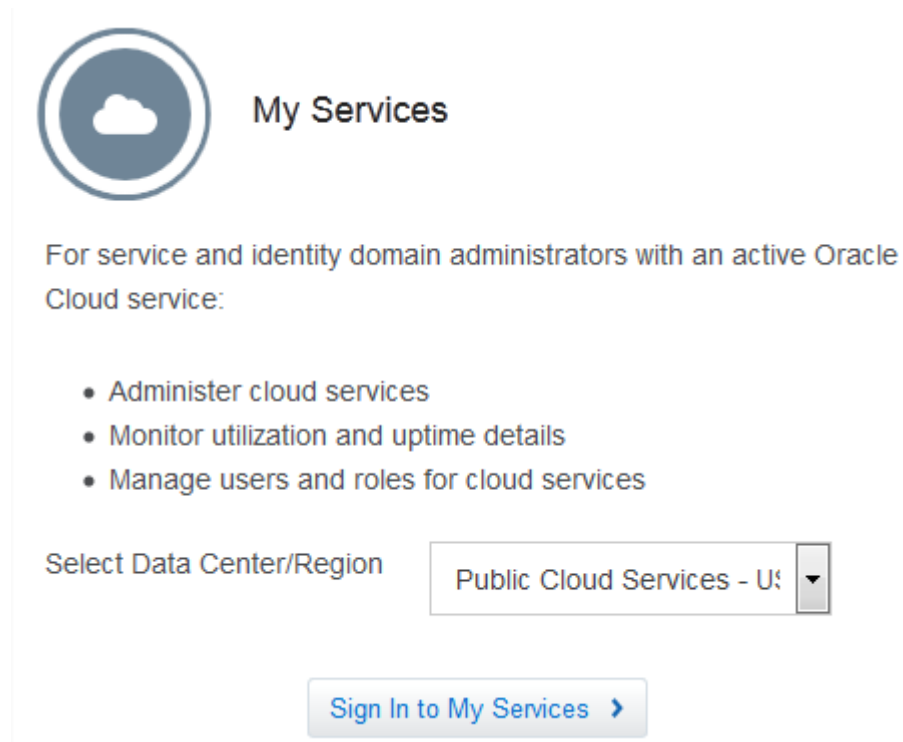 My Services
For service and identity domain administrators with an active Oracle
Cloud service:
• Administer cloud services
• Monitor utilization and uptime details
• Manage users and roles for cloud services
Select Data Center/Region
Public Cloud Services - US
Sign In to My Services